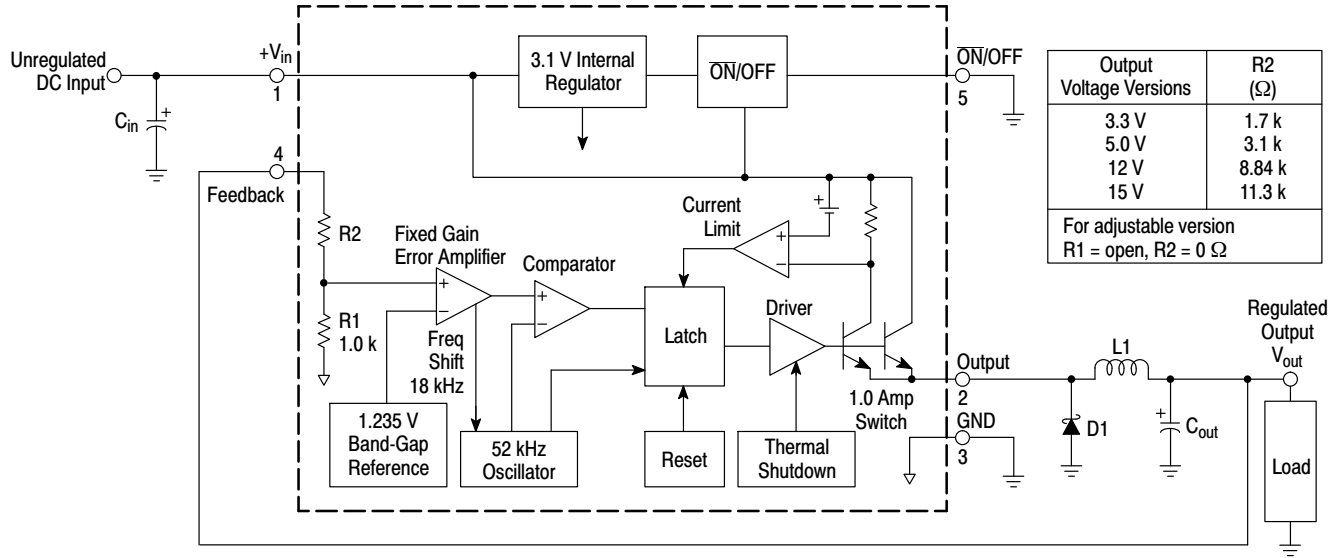 Unregulated
DC Input
+V_in
1
C_in
+
4
Feedback
3.1 V Internal
Regulator
O̅N̅/OFF
O̅N̅/OFF
5
Output
Voltage Versions
R2
(Ω)
3.3 V
1.7 k
5.0 V
3.1 k
12 V
8.84 k
15 V
11.3 k
For adjustable version
R1 = open, R2 = 0 Ω
R2
R1
1.0 k
Fixed Gain
Error Amplifier
+
−
Comparator
+
−
Current
Limit
+
−
+
Freq
Shift
18 kHz
Latch
Driver
1.0 Amp
Switch
1.235 V
Band-Gap
Reference
52 kHz
Oscillator
Reset
Thermal
Shutdown
Output
2
GND
3
L1
D1
+
C_out
Regulated
Output
V_out
Load